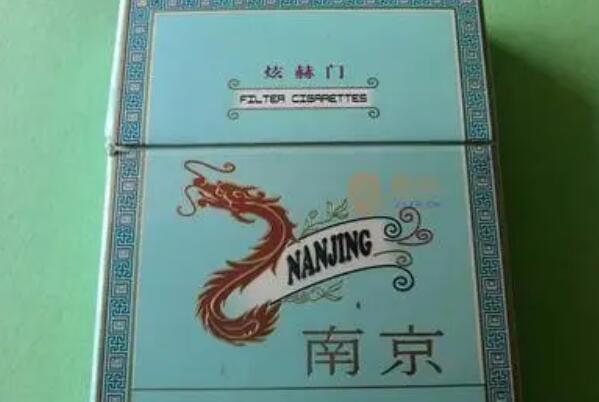 炫赫门
FILTER CIGARETTES
NANJING
南京